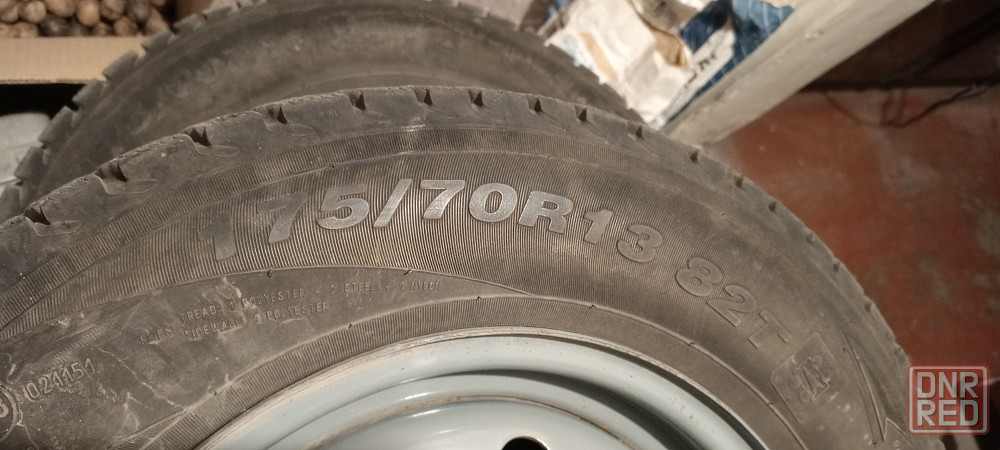 175/70R13 82T
TREAD 2 POLYESTER + 2 STEEL + 1 NYLON
SIDEWALL 2 POLYESTER
024151
DNR
RED